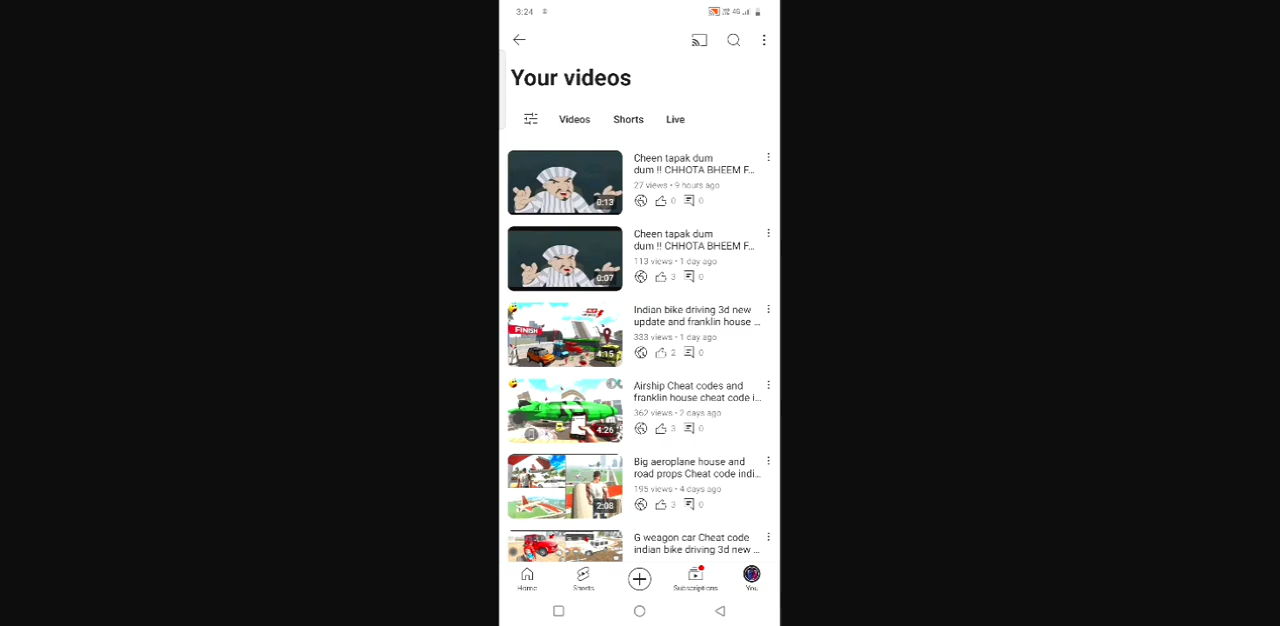 3:24
4G
Your videos
Videos Shorts Live
Cheen tapak dum
dum !! CHHOTA BHEEM F...
27 views • 9 hours ago
0 0
0:13
Cheen tapak dum
dum !! CHHOTA BHEEM F...
113 views • 1 day ago
3 0
0:07
Indian bike driving 3d new
update and franklin house ...
333 views • 1 day ago
2 0
FINISH
4:15
Airship Cheat codes and
franklin house cheat code i...
362 views • 2 days ago
3 0
4:26
Big aeroplane house and
road props Cheat code indi...
195 views • 4 days ago
3 0
2:08
G weagon car Cheat code
indian bike driving 3d new ...
Home Shorts Subscriptions You